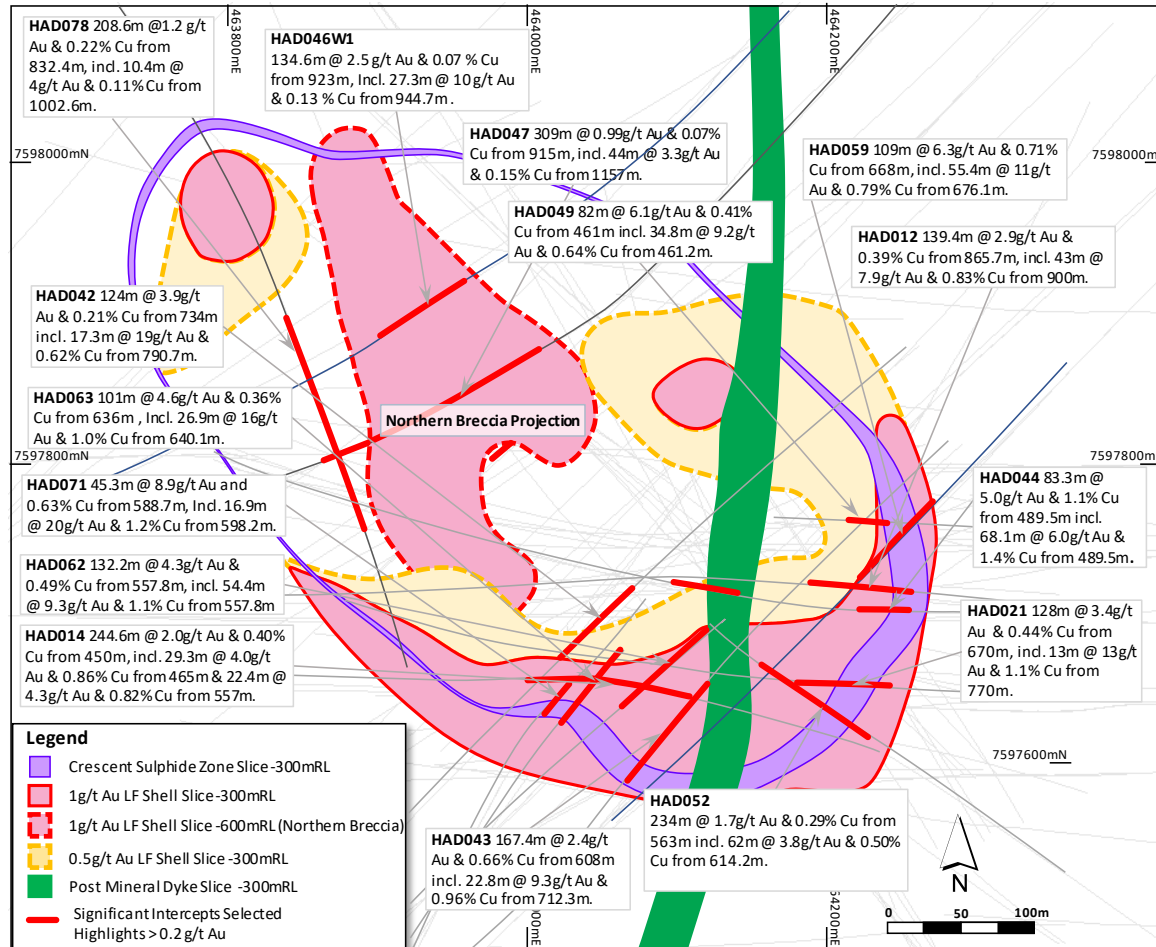 463800mE
464000mE
464200mE
HAD078 208.6m @1.2 g/t
Au & 0.22% Cu from
832.4m, incl. 10.4m @
4g/t Au & 0.11% Cu from
1002.6m.
HAD046W1
134.6m @ 2.5 g/t Au & 0.07 % Cu
from 923m, Incl. 27.3m @ 10 g/t Au
& 0.13 % Cu from 944.7m .
HAD047 309m @ 0.99g/t Au & 0.07%
Cu from 915m, incl. 44m @ 3.3g/t Au
& 0.15% Cu from 1157m.
HAD059 109m @ 6.3g/t Au & 0.71%
Cu from 668m, incl. 55.4m @ 11g/t
Au & 0.79% Cu from 676.1m.
7598000mN
7598000mN
HAD049 82m @ 6.1g/t Au & 0.41%
Cu from 461m incl. 34.8m @ 9.2g/t
Au & 0.64% Cu from 461.2m.
HAD012 139.4m @ 2.9g/t Au &
0.39% Cu from 865.7m, incl. 43m @
7.9g/t Au & 0.83% Cu from 900m.
HAD042 124m @ 3.9g/t
Au & 0.21% Cu from 734m
incl. 17.3m @ 19g/t Au &
0.62% Cu from 790.7m.
HAD063 101m @ 4.6g/t Au & 0.36%
Cu from 636m , Incl. 26.9m @ 16g/t
Au & 1.0% Cu from 640.1m.
Northern Breccia Projection
7597800mN
7597800mN
HAD071 45.3m @ 8.9g/t Au and
0.63% Cu from 588.7m, Incl. 16.9m
@ 20g/t Au & 1.2% Cu from 598.2m.
HAD044 83.3m @
5.0g/t Au & 1.1% Cu
from 489.5m incl.
68.1m @ 6.0g/t Au &
1.4% Cu from 489.5m.
HAD062 132.2m @ 4.3g/t Au &
0.49% Cu from 557.8m, incl. 54.4m
@ 9.3g/t Au & 1.1% Cu from 557.8m
HAD021 128m @ 3.4g/t
Au & 0.44% Cu from
670m, incl. 13m @ 13g/t
Au & 1.1% Cu from
770m.
HAD014 244.6m @ 2.0g/t Au & 0.40%
Cu from 450m, incl. 29.3m @ 4.0g/t
Au & 0.86% Cu from 465m & 22.4m @
4.3g/t Au & 0.82% Cu from 557m.
7597600mN
Legend
Crescent Sulphide Zone Slice -300mRL
1g/t Au LF Shell Slice -300mRL
1g/t Au LF Shell Slice -600mRL (Northern Breccia)
0.5g/t Au LF Shell Slice -300mRL
Post Mineral Dyke Slice -300mRL
Significant Intercepts Selected
Highlights > 0.2 g/t Au
HAD043 167.4m @ 2.4g/t
Au & 0.66% Cu from 608m
incl. 22.8m @ 9.3g/t Au &
0.96% Cu from 712.3m.
HAD052
234m @ 1.7g/t Au & 0.29% Cu from
563m incl. 62m @ 3.8g/t Au & 0.50%
Cu from 614.2m.
N
0 50 100m